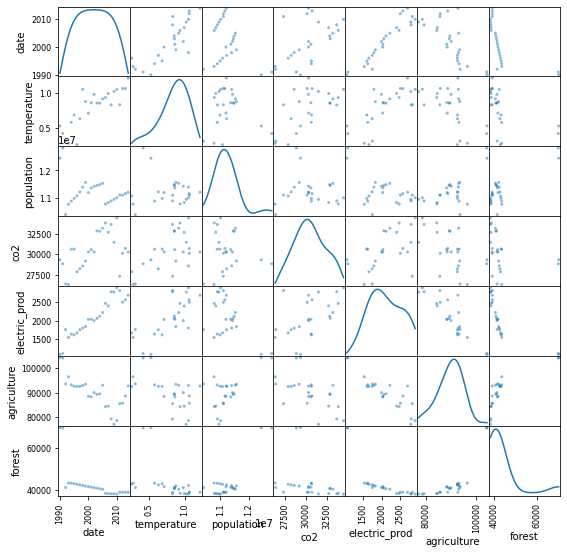 date
2010
2000
1990
temperature
1.0
0.5
1e7
population
1.2
1.1
co2
32500
30000
27500
electric_prod
2500
2000
1500
agriculture
100000
90000
80000
forest
60000
40000
1990
2000
2010
0.5
1.0
1.1
1.2
27500
30000
32500
1500
2000
2500
80000
100000
40000
60000
date
temperature
population
1e7
co2
electric_prod
agriculture
forest